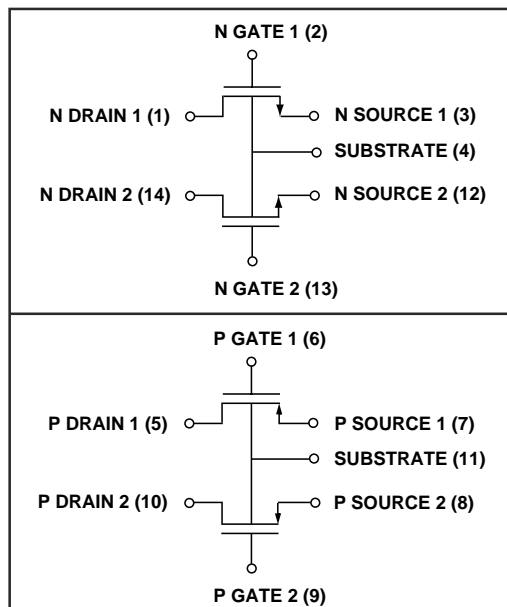 N GATE 1 (2)
N DRAIN 1 (1)
N SOURCE 1 (3)
SUBSTRATE (4)
N DRAIN 2 (14)
N SOURCE 2 (12)
N GATE 2 (13)
P GATE 1 (6)
P DRAIN 1 (5)
P SOURCE 1 (7)
SUBSTRATE (11)
P DRAIN 2 (10)
P SOURCE 2 (8)
P GATE 2 (9)